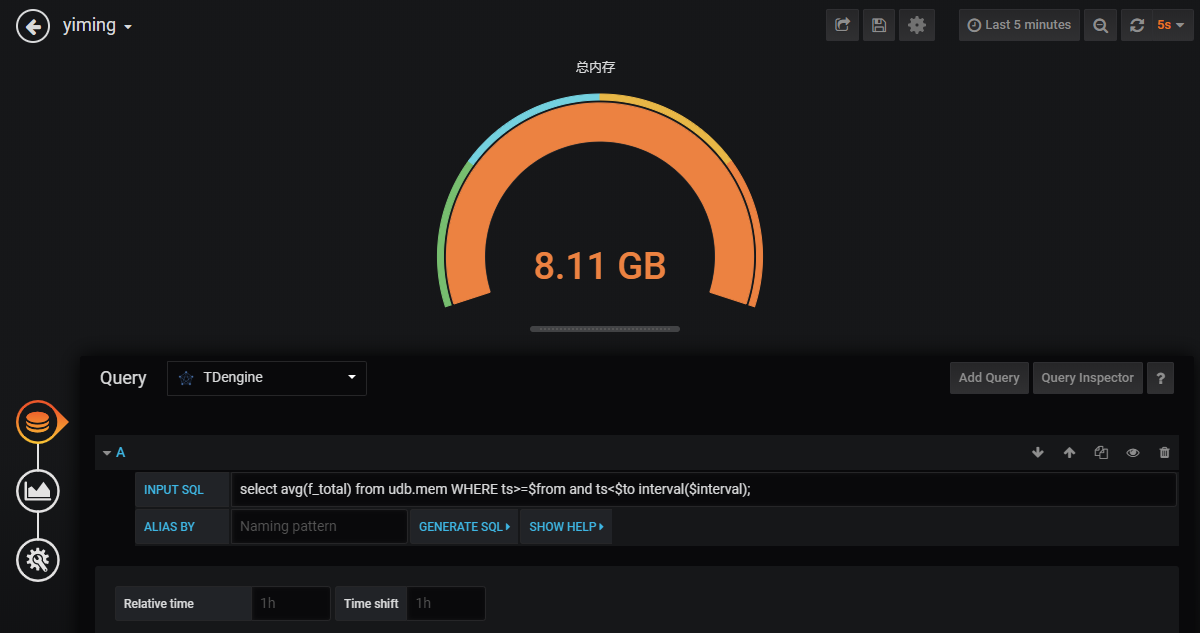 yiming
Last 5 minutes
5s
总内存
8.11 GB
Query
TDengine
Add Query
Query Inspector
?
A
INPUT SQL
select avg(f_total) from udb.mem WHERE ts>=$from and ts<$to interval($interval);
ALIAS BY
Naming pattern
GENERATE SQL
SHOW HELP
Relative time
1h
Time shift
1h